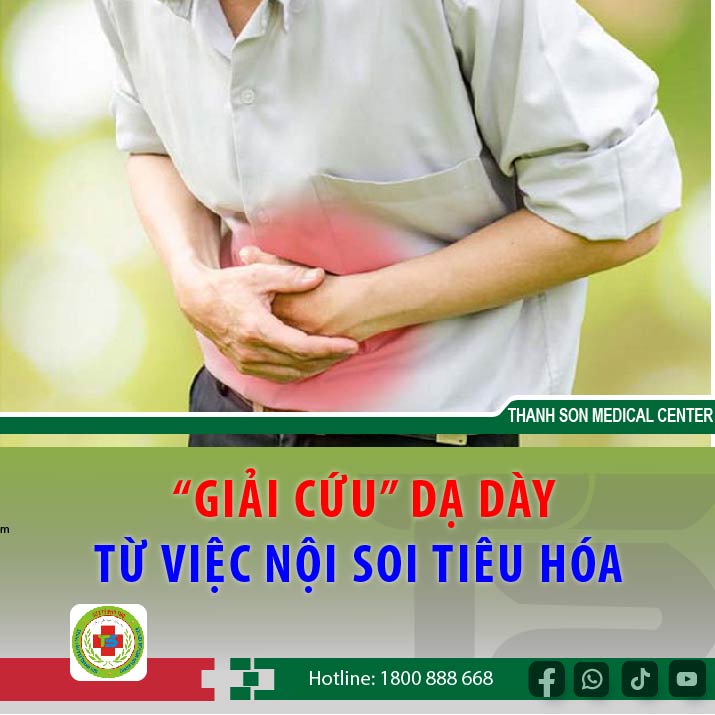 THANH SON MEDICAL CENTER
“GIẢI CỨU” DẠ DÀY
m
TỪ VIỆC NỘI SOI TIÊU HÓA
Hotline: 1800 888 668